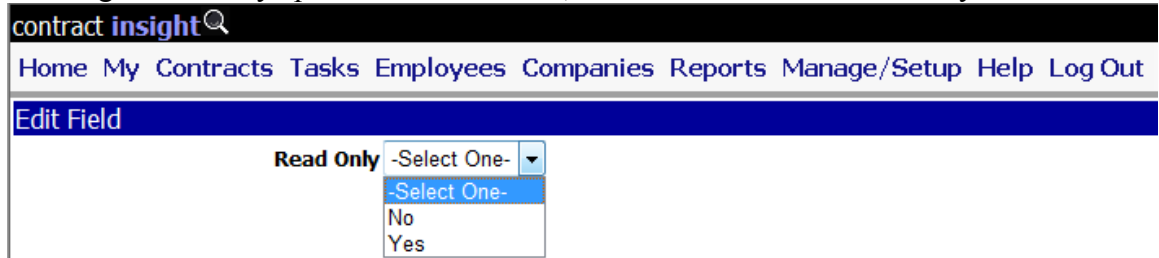 contract insight
Home My Contracts Tasks Employees Companies Reports Manage/Setup Help Log Out
Edit Field
Read Only -Select One-
-Select One-
No
Yes